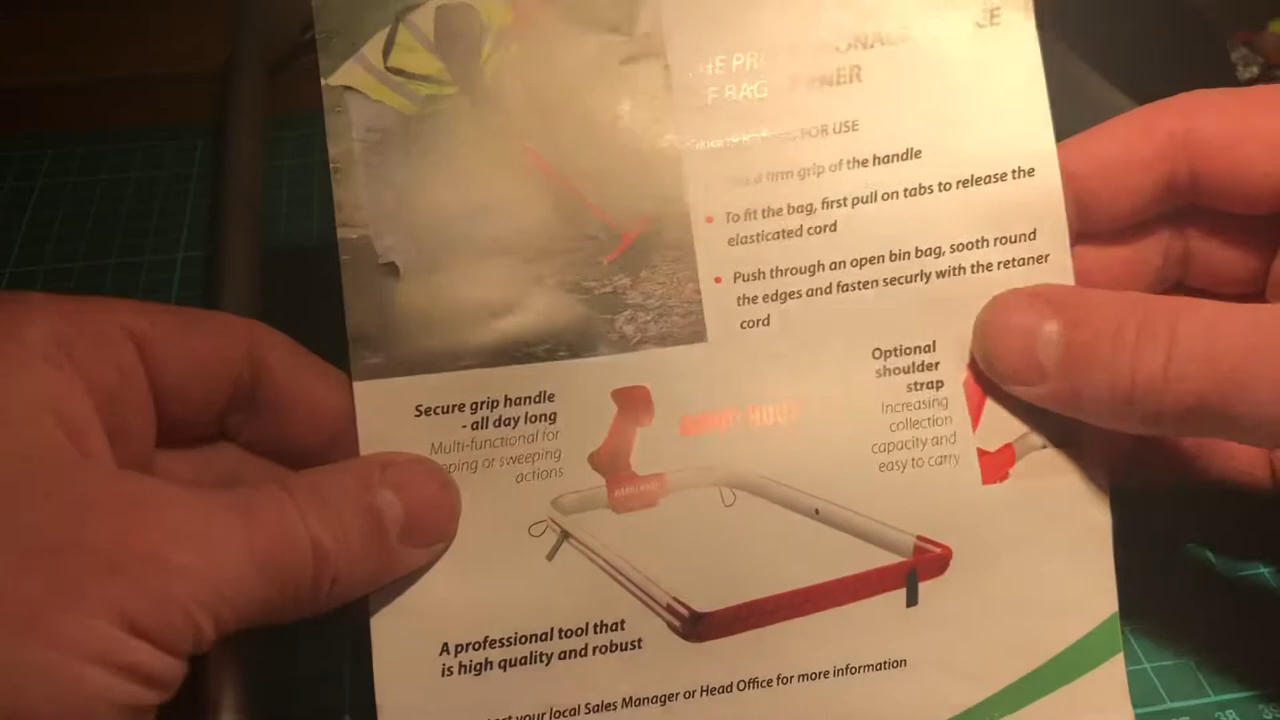 FOR USE
firm grip of the handle
To fit the bag, first pull on tabs to release the
elasticated cord
Push through an open bin bag, sooth round
the edges and fasten securly with the retaner
cord
Optional
shoulder
strap
Increasing
collection
capacity and
easy to carry
Secure grip handle
- all day long
Multi-functional for
or sweeping
actions
A professional tool that
is high quality and robust
your local Sales Manager or Head Office for more information